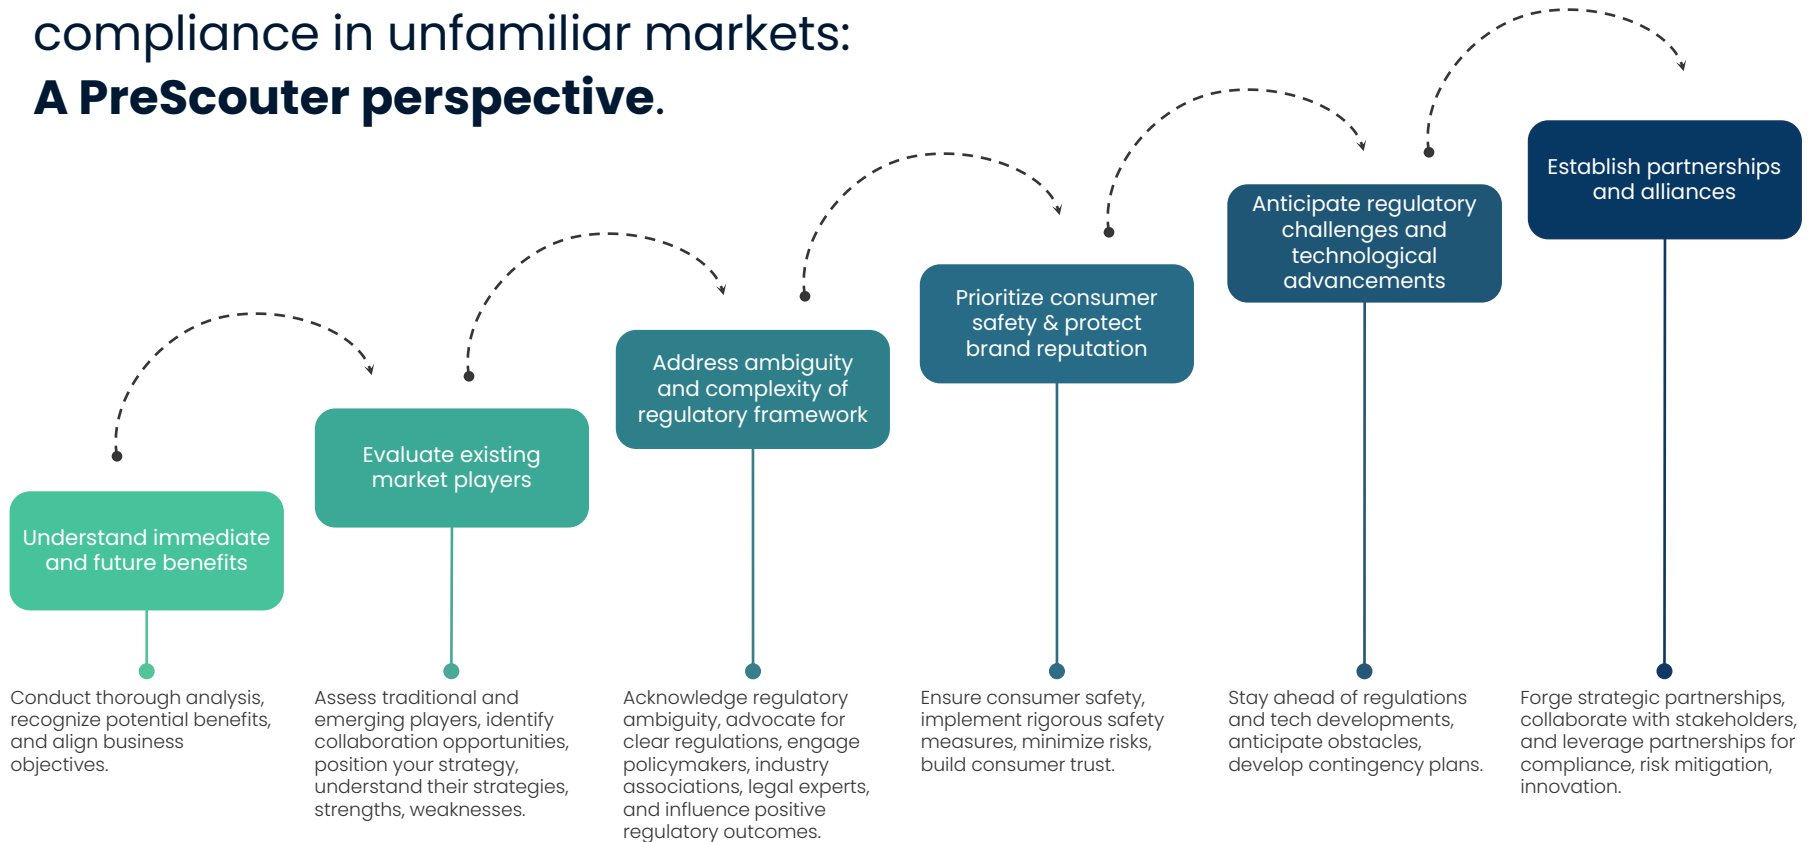 compliance in unfamiliar markets:
A PreScouter perspective.
Understand immediate
and future benefits
Conduct thorough analysis,
recognize potential benefits,
and align business
objectives.
Evaluate existing
market players
Assess traditional and
emerging players, identify
collaboration opportunities,
position your strategy,
understand their strategies,
strengths, weaknesses.
Address ambiguity
and complexity of
regulatory framework
Acknowledge regulatory
ambiguity, advocate for
clear regulations, engage
policymakers, industry
associations, legal experts,
and influence positive
regulatory outcomes.
Prioritize consumer
safety & protect
brand reputation
Ensure consumer safety,
implement rigorous safety
measures, minimize risks,
build consumer trust.
Anticipate regulatory
challenges and
technological
advancements
Stay ahead of regulations
and tech developments,
anticipate obstacles,
develop contingency plans.
Establish partnerships
and alliances
Forge strategic partnerships,
collaborate with stakeholders,
and leverage partnerships for
compliance, risk mitigation,
innovation.